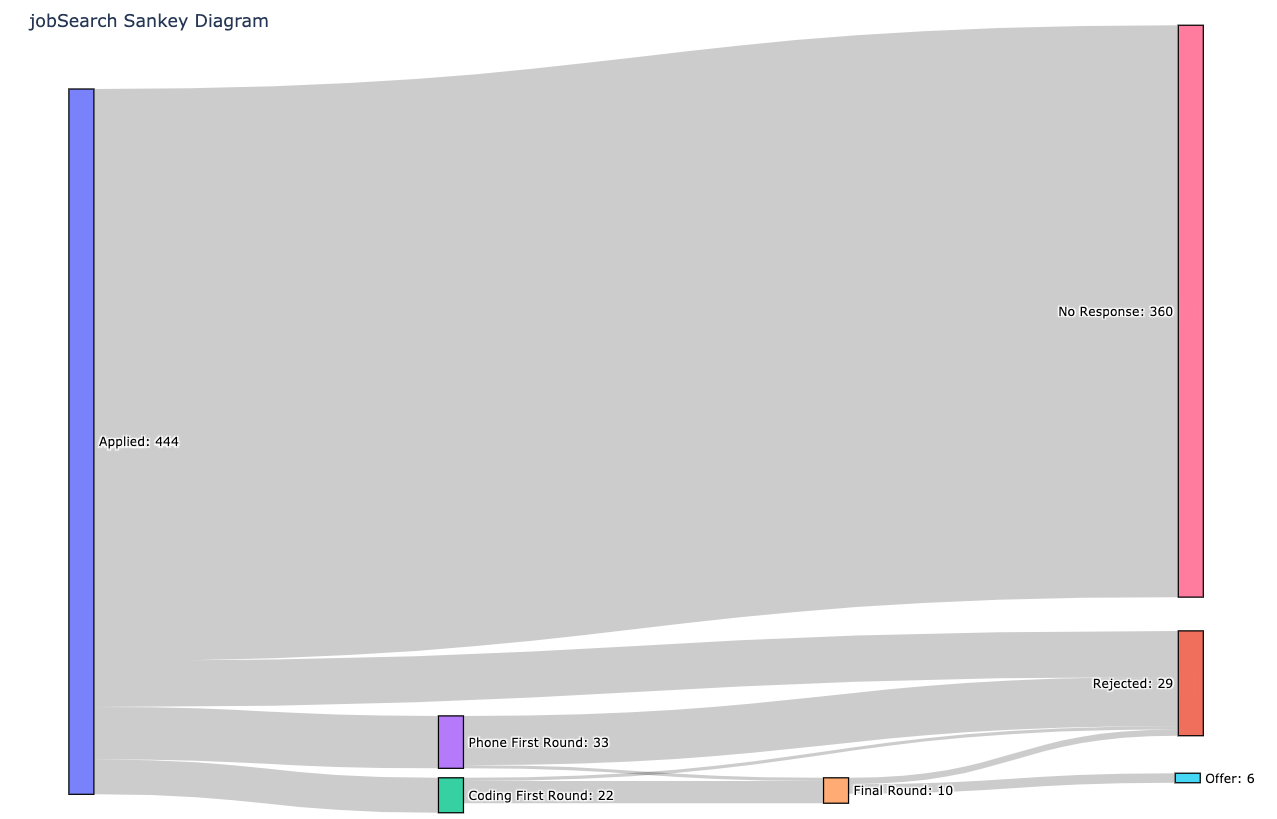 jobSearch Sankey Diagram
No Response: 360
Applied: 444
Rejected: 29
Phone First Round: 33
Offer: 6
Final Round: 10
Coding First Round: 22